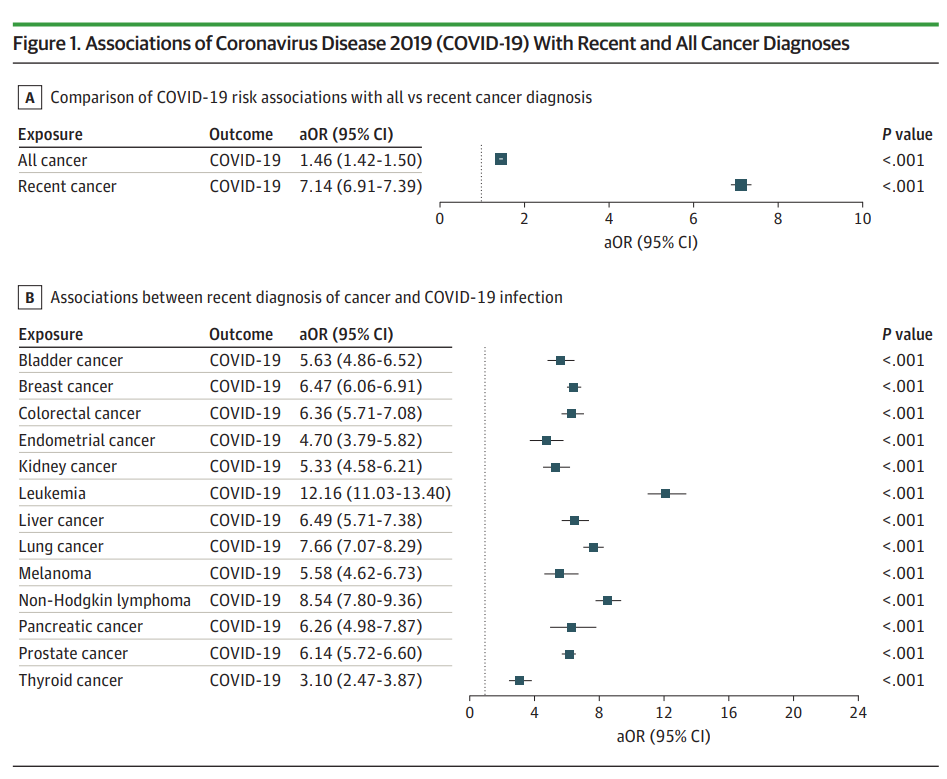 Figure 1. Associations of Coronavirus Disease 2019 (COVID-19) With Recent and All Cancer Diagnoses
A Comparison of COVID-19 risk associations with all vs recent cancer diagnosis
Exposure Outcome aOR (95% CI) P value
All cancer COVID-19 1.46 (1.42-1.50) <.001
Recent cancer COVID-19 7.14 (6.91-7.39) <.001
0 2 4 6 8 10
aOR (95% CI)
B Associations between recent diagnosis of cancer and COVID-19 infection
Exposure Outcome aOR (95% CI) P value
Bladder cancer COVID-19 5.63 (4.86-6.52) <.001
Breast cancer COVID-19 6.47 (6.06-6.91) <.001
Colorectal cancer COVID-19 6.36 (5.71-7.08) <.001
Endometrial cancer COVID-19 4.70 (3.79-5.82) <.001
Kidney cancer COVID-19 5.33 (4.58-6.21) <.001
Leukemia COVID-19 12.16 (11.03-13.40) <.001
Liver cancer COVID-19 6.49 (5.71-7.38) <.001
Lung cancer COVID-19 7.66 (7.07-8.29) <.001
Melanoma COVID-19 5.58 (4.62-6.73) <.001
Non-Hodgkin lymphoma COVID-19 8.54 (7.80-9.36) <.001
Pancreatic cancer COVID-19 6.26 (4.98-7.87) <.001
Prostate cancer COVID-19 6.14 (5.72-6.60) <.001
Thyroid cancer COVID-19 3.10 (2.47-3.87) <.001
0 4 8 12 16 20 24
aOR (95% CI)